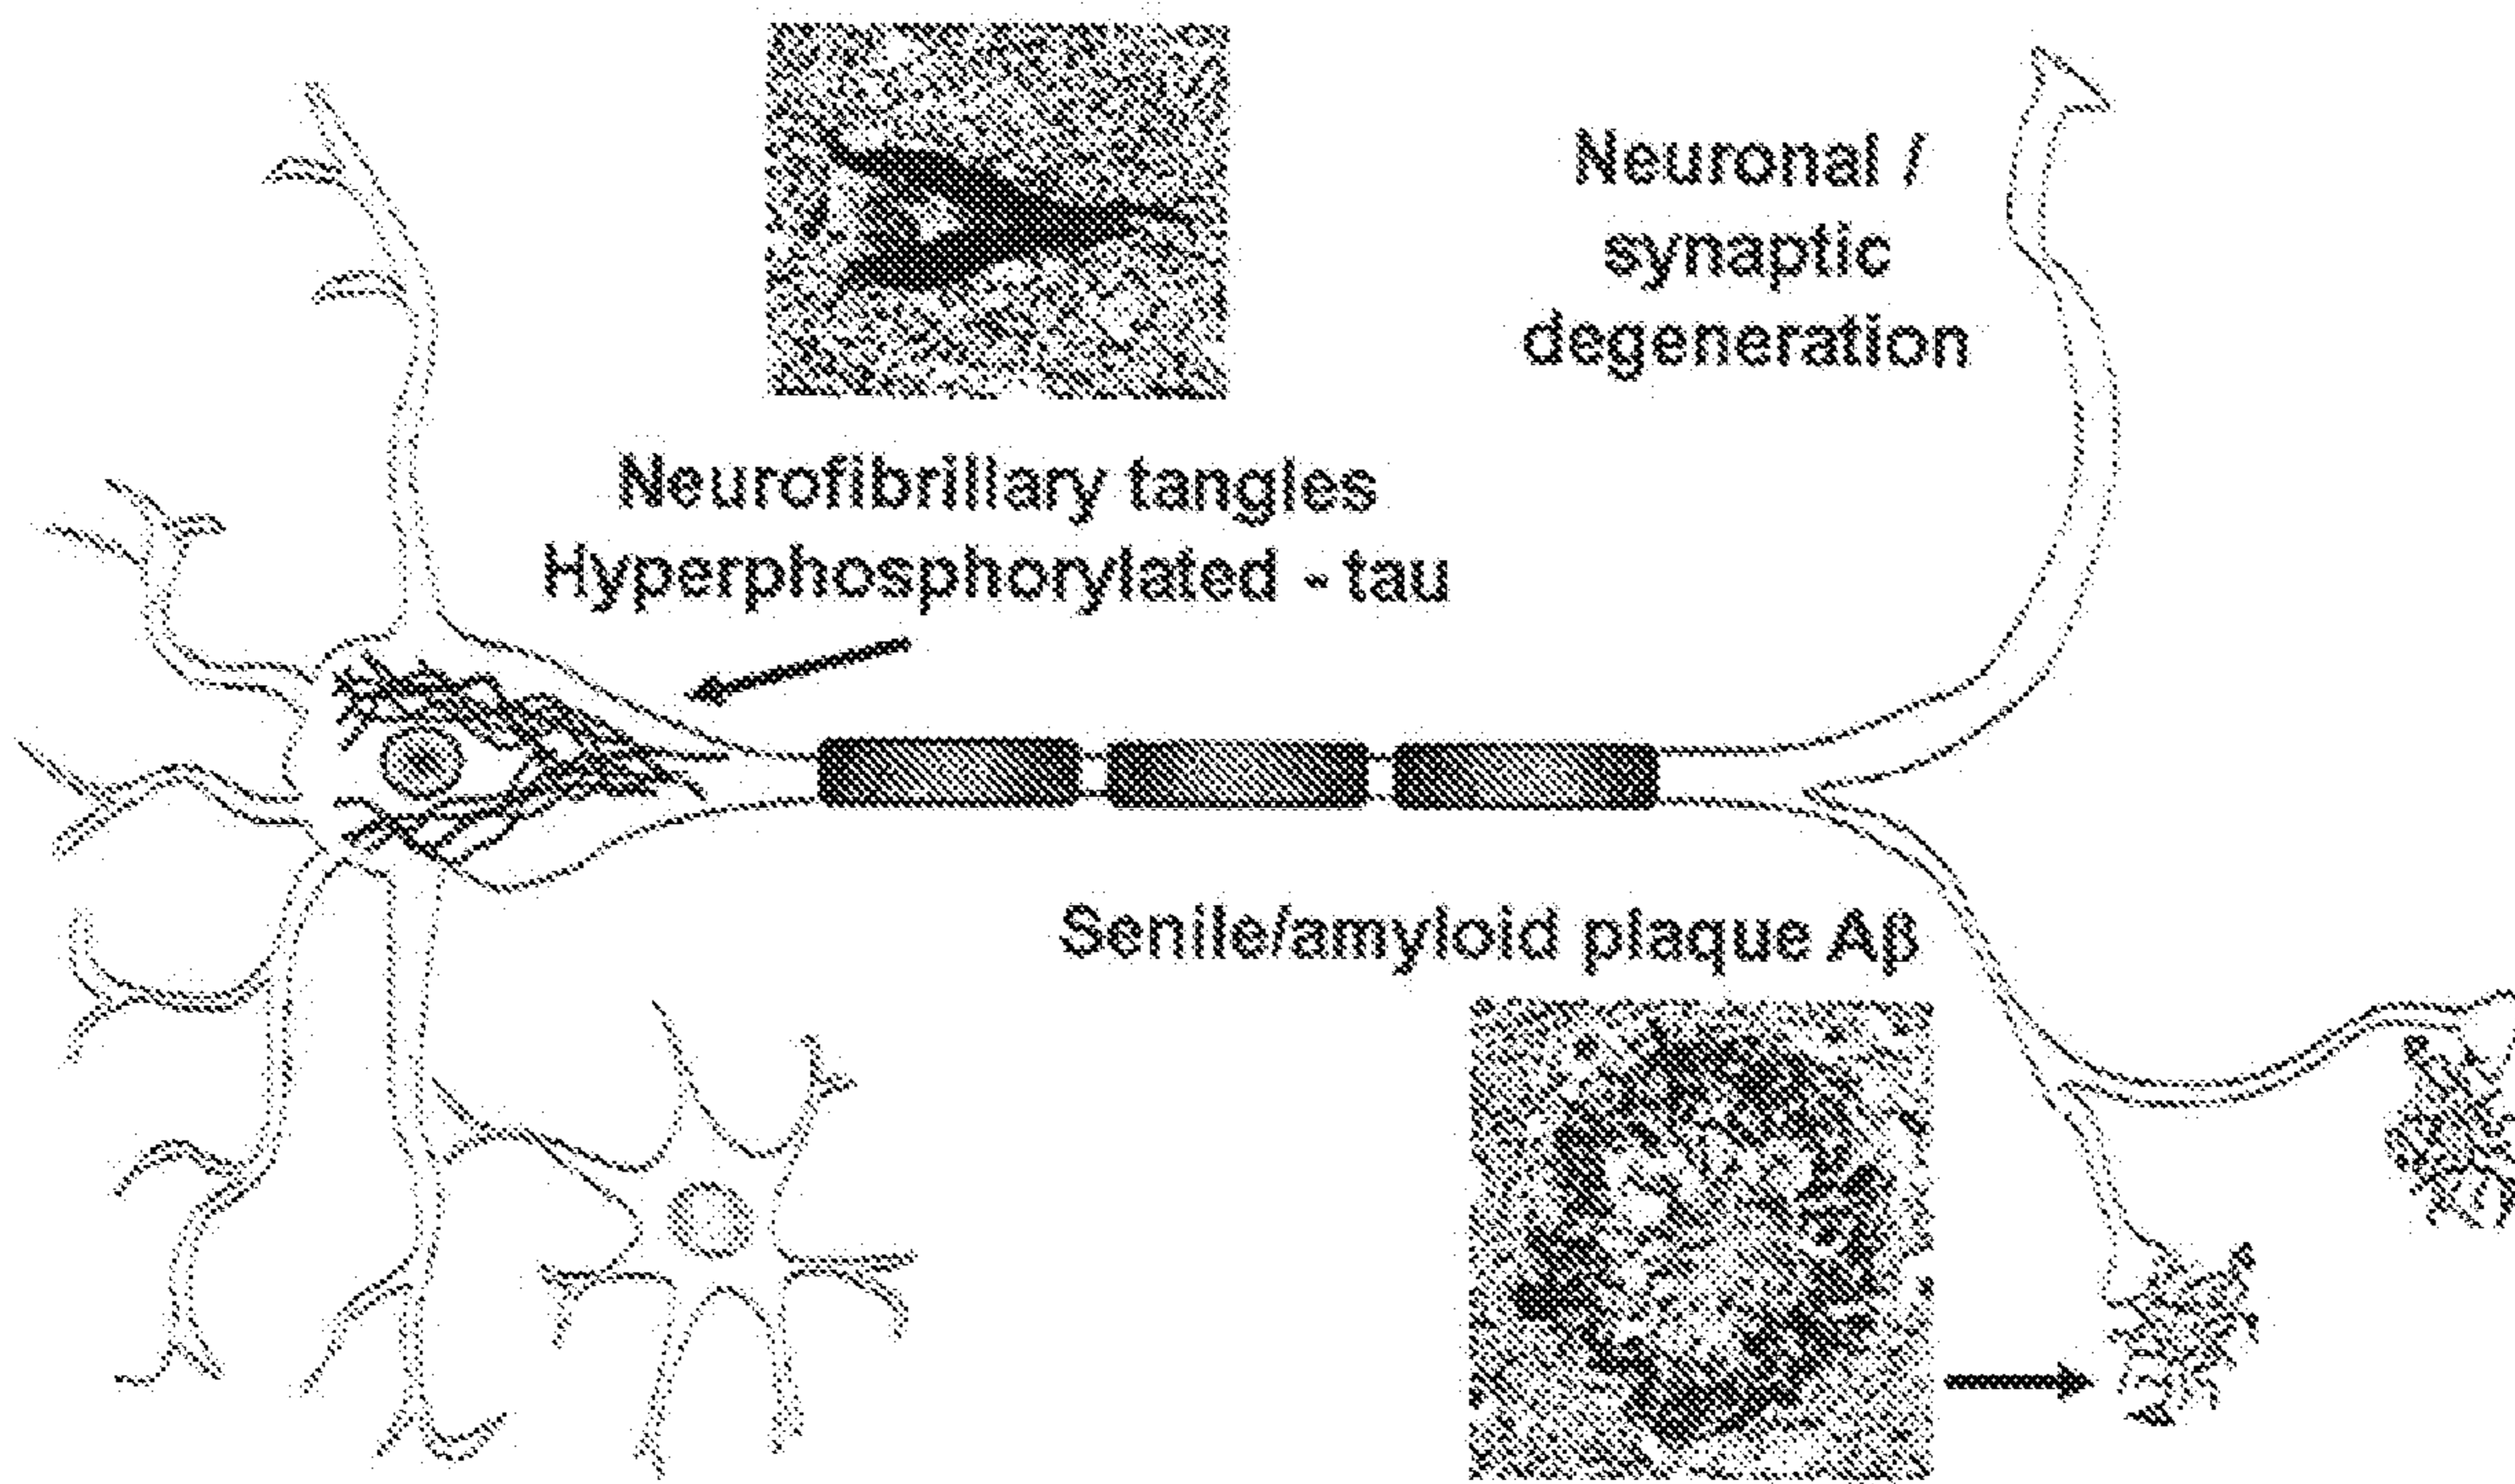 Neuronal /
synaptic
degeneration
Neurofibrillary tangles
Hyperphosphorylated - tau
Senile/amyloid plaque Aβ